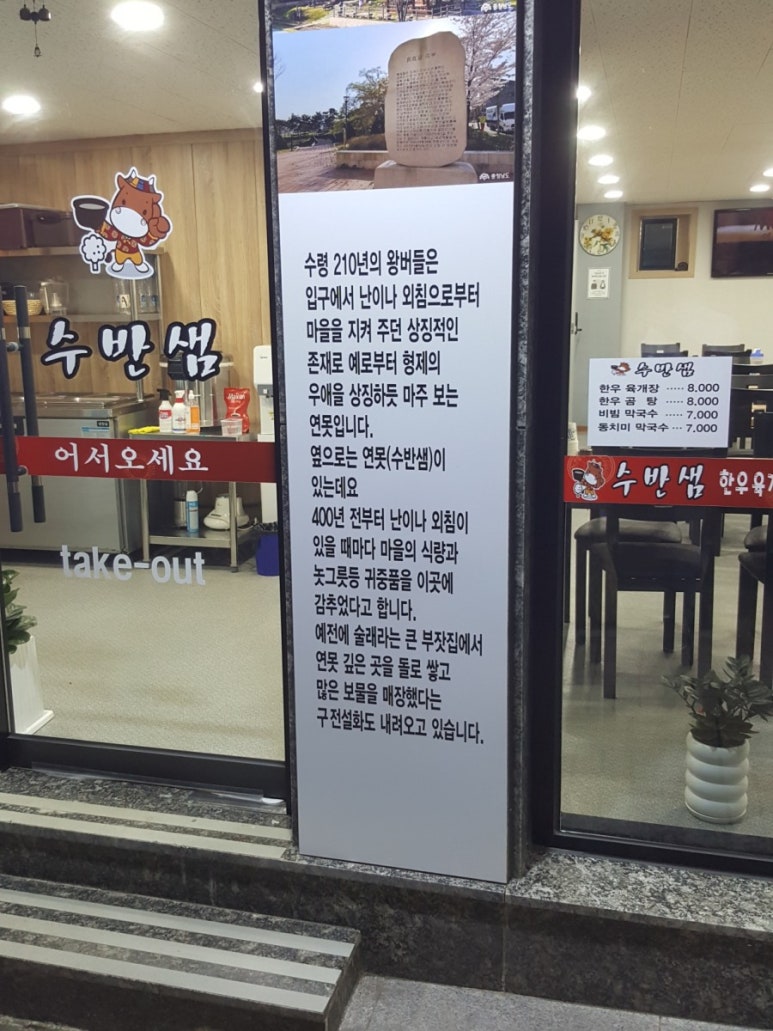 충청남도
수령 210년의 왕버들은
입구에서 난이나 외침으로부터
마을을 지켜 주던 상징적인
존재로 예로부터 형제의
우애을 상징하듯 마주 보는
연못입니다.
옆으로는 연못(수반샘)이
있는데요
400년 전부터 난이나 외침이
있을 때마다 마을의 식량과
놋그릇등 귀중품을 이곳에
감추었다고 합니다.
예전에 술래라는 큰 부잣집에서
연못 깊은 곳을 돌로 쌓고
많은 보물을 매장했다는
구전설화도 내려오고 있습니다.
수반샘
어서오세요
take-out
수반샘
한우 육개장 ····· 8,000
한우 곰 탕 ····· 8,000
비빔 막국수 ····· 7,000
동치미 막국수 ··· 7,000
수반샘 한우육개